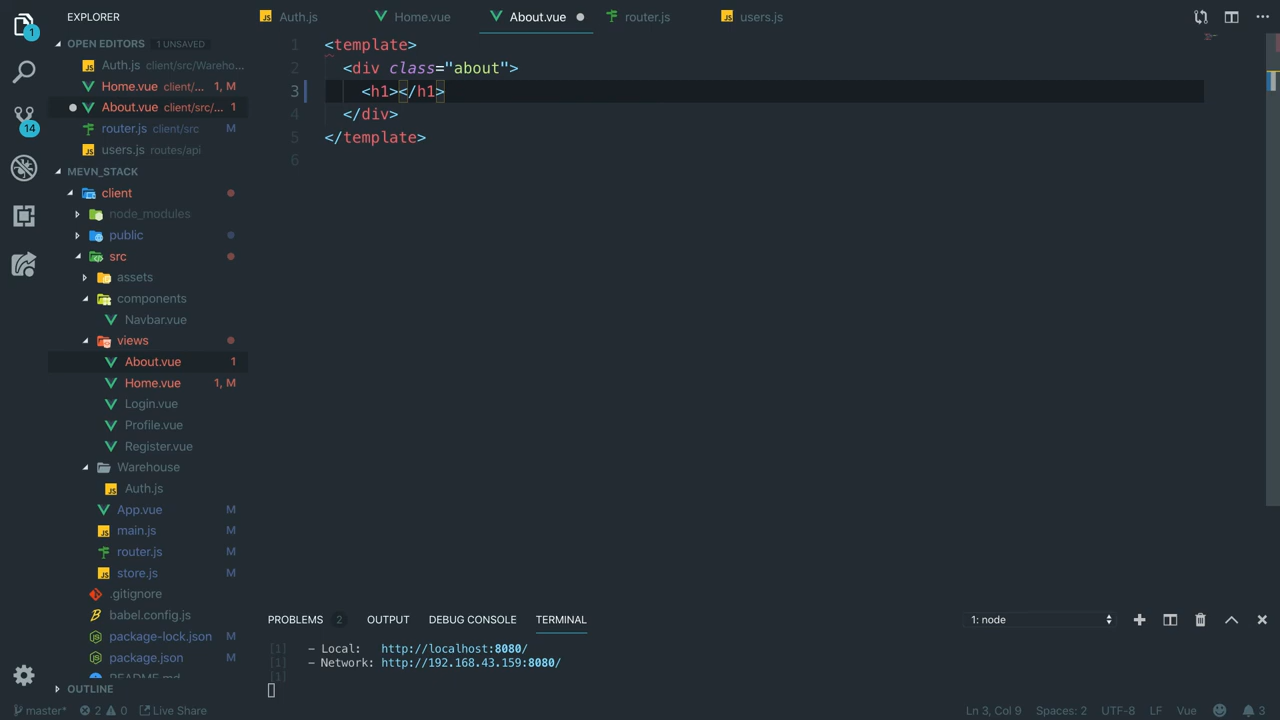 EXPLORER
Auth.js
Home.vue
About.vue
router.js
users.js
1
OPEN EDITORS 1 UNSAVED
Auth.js client/src/Wareho...
Home.vue client/... 1, M
About.vue client/src/... 1
router.js client/src M
users.js routes/api
14
MEVN_STACK
client
node_modules
public
src
assets
components
Navbar.vue
views
About.vue 1
Home.vue 1, M
Login.vue
Profile.vue
Register.vue
Warehouse
Auth.js
App.vue M
main.js M
router.js M
store.js M
.gitignore
babel.config.js
package-lock.json
package.json
README.md
OUTLINE
1 <template>
2 <div class="about">
3 <h1></h1>
4 </div>
5 </template>
6
PROBLEMS 2 OUTPUT DEBUG CONSOLE TERMINAL 1: node
[1] - Local: http://localhost:8080/
[1] - Network: http://192.168.43.159:8080/
[1]
master* 2 0 Live Share Ln 3, Col 9 Spaces: 2 UTF-8 LF Vue 3